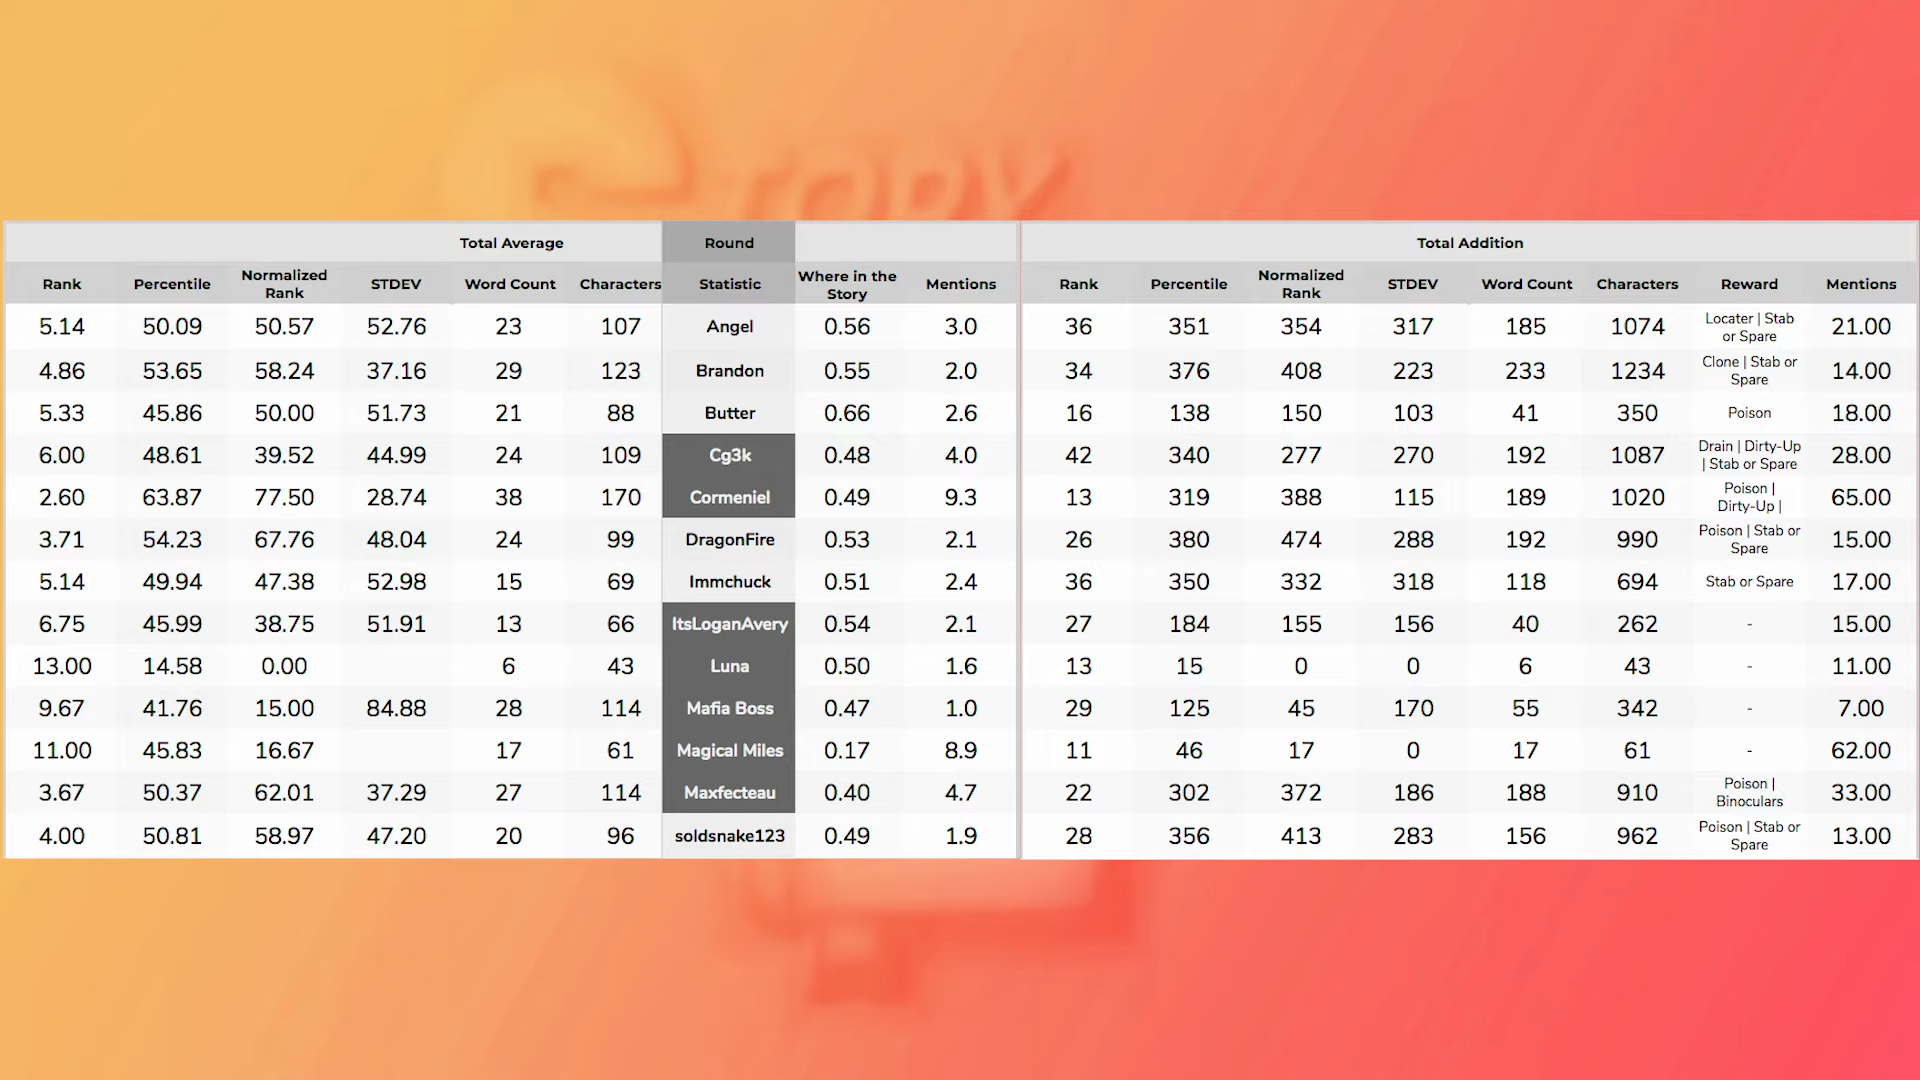 STORY
Total Average Round Total Addition
Rank Percentile Normalized Rank STDEV Word Count Characters Statistic Where in the Story Mentions Rank Percentile Normalized Rank STDEV Word Count Characters Reward Mentions
5.14 50.09 50.57 52.76 23 107 Angel 0.56 3.0 36 351 354 317 185 1074 Locater | Stab or Spare 21.00
4.86 53.65 58.24 37.16 29 123 Brandon 0.55 2.0 34 376 408 223 233 1234 Clone | Stab or Spare 14.00
5.33 45.86 50.00 51.73 21 88 Butter 0.66 2.6 16 138 150 103 41 350 Poison 18.00
6.00 48.61 39.52 44.99 24 109 Cg3k 0.48 4.0 42 340 277 270 192 1087 Drain | Dirty-Up | Stab or Spare 28.00
2.60 63.87 77.50 28.74 38 170 Cormeniel 0.49 9.3 13 319 388 115 189 1020 Poison | Dirty-Up | 65.00
3.71 54.23 67.76 48.04 24 99 DragonFire 0.53 2.1 26 380 474 288 192 990 Poison | Stab or Spare 15.00
5.14 49.94 47.38 52.98 15 69 Immchuck 0.51 2.4 36 350 332 318 118 694 Stab or Spare 17.00
6.75 45.99 38.75 51.91 13 66 ItsLoganAvery 0.54 2.1 27 184 155 156 40 262 - 15.00
13.00 14.58 0.00 6 43 Luna 0.50 1.6 13 15 0 0 6 43 - 11.00
9.67 41.76 15.00 84.88 28 114 Mafia Boss 0.47 1.0 29 125 45 170 55 342 - 7.00
11.00 45.83 16.67 17 61 Magical Miles 0.17 8.9 11 46 17 0 17 61 - 62.00
3.67 50.37 62.01 37.29 27 114 Maxfecteau 0.40 4.7 22 302 372 186 188 910 Poison | Binoculars 33.00
4.00 50.81 58.97 47.20 20 96 soldsnake123 0.49 1.9 28 356 413 283 156 962 Poison | Stab or Spare 13.00